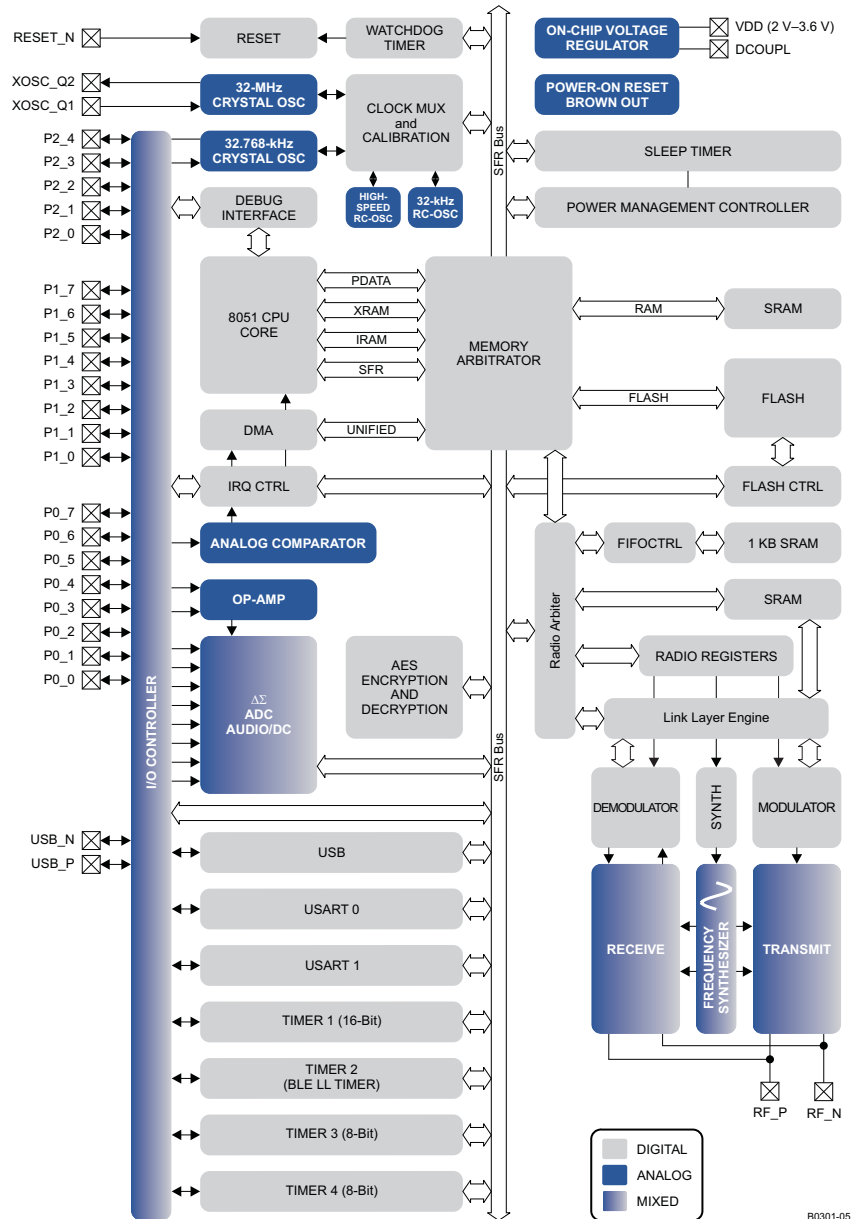 RESET_N
RESET
WATCHDOG
TIMER
ON-CHIP VOLTAGE
REGULATOR
VDD (2 V–3.6 V)
DCOUPL
XOSC_Q2
XOSC_Q1
32-MHz
CRYSTAL OSC
CLOCK MUX
and
CALIBRATION
SFR Bus
POWER-ON RESET
BROWN OUT
P2_4
P2_3
P2_2
P2_1
P2_0
32.768-kHz
CRYSTAL OSC
SLEEP TIMER
DEBUG
INTERFACE
HIGH-
SPEED
RC-OSC
32-kHz
RC-OSC
POWER MANAGEMENT CONTROLLER
P1_7
P1_6
P1_5
P1_4
P1_3
P1_2
P1_1
P1_0
8051 CPU
CORE
PDATA
XRAM
IRAM
SFR
MEMORY
ARBITRATOR
RAM
SRAM
FLASH
FLASH
DMA
UNIFIED
IRQ CTRL
FLASH CTRL
P0_7
P0_6
P0_5
P0_4
P0_3
P0_2
P0_1
P0_0
ANALOG COMPARATOR
OP-AMP
Radio Arbiter
FIFOCTRL
1 KB SRAM
SRAM
I/O CONTROLLER
ΔΣ
ADC
AUDIO/DC
AES
ENCRYPTION
AND
DECRYPTION
RADIO REGISTERS
Link Layer Engine
SFR Bus
DEMODULATOR
SYNTH
MODULATOR
USB_N
USB_P
USB
USART 0
USART 1
TIMER 1 (16-Bit)
TIMER 2
(BLE LL TIMER)
TIMER 3 (8-Bit)
TIMER 4 (8-Bit)
RECEIVE
FREQUENCY
SYNTHESIZER
TRANSMIT
RF_P
RF_N
DIGITAL
ANALOG
MIXED
B0301-05